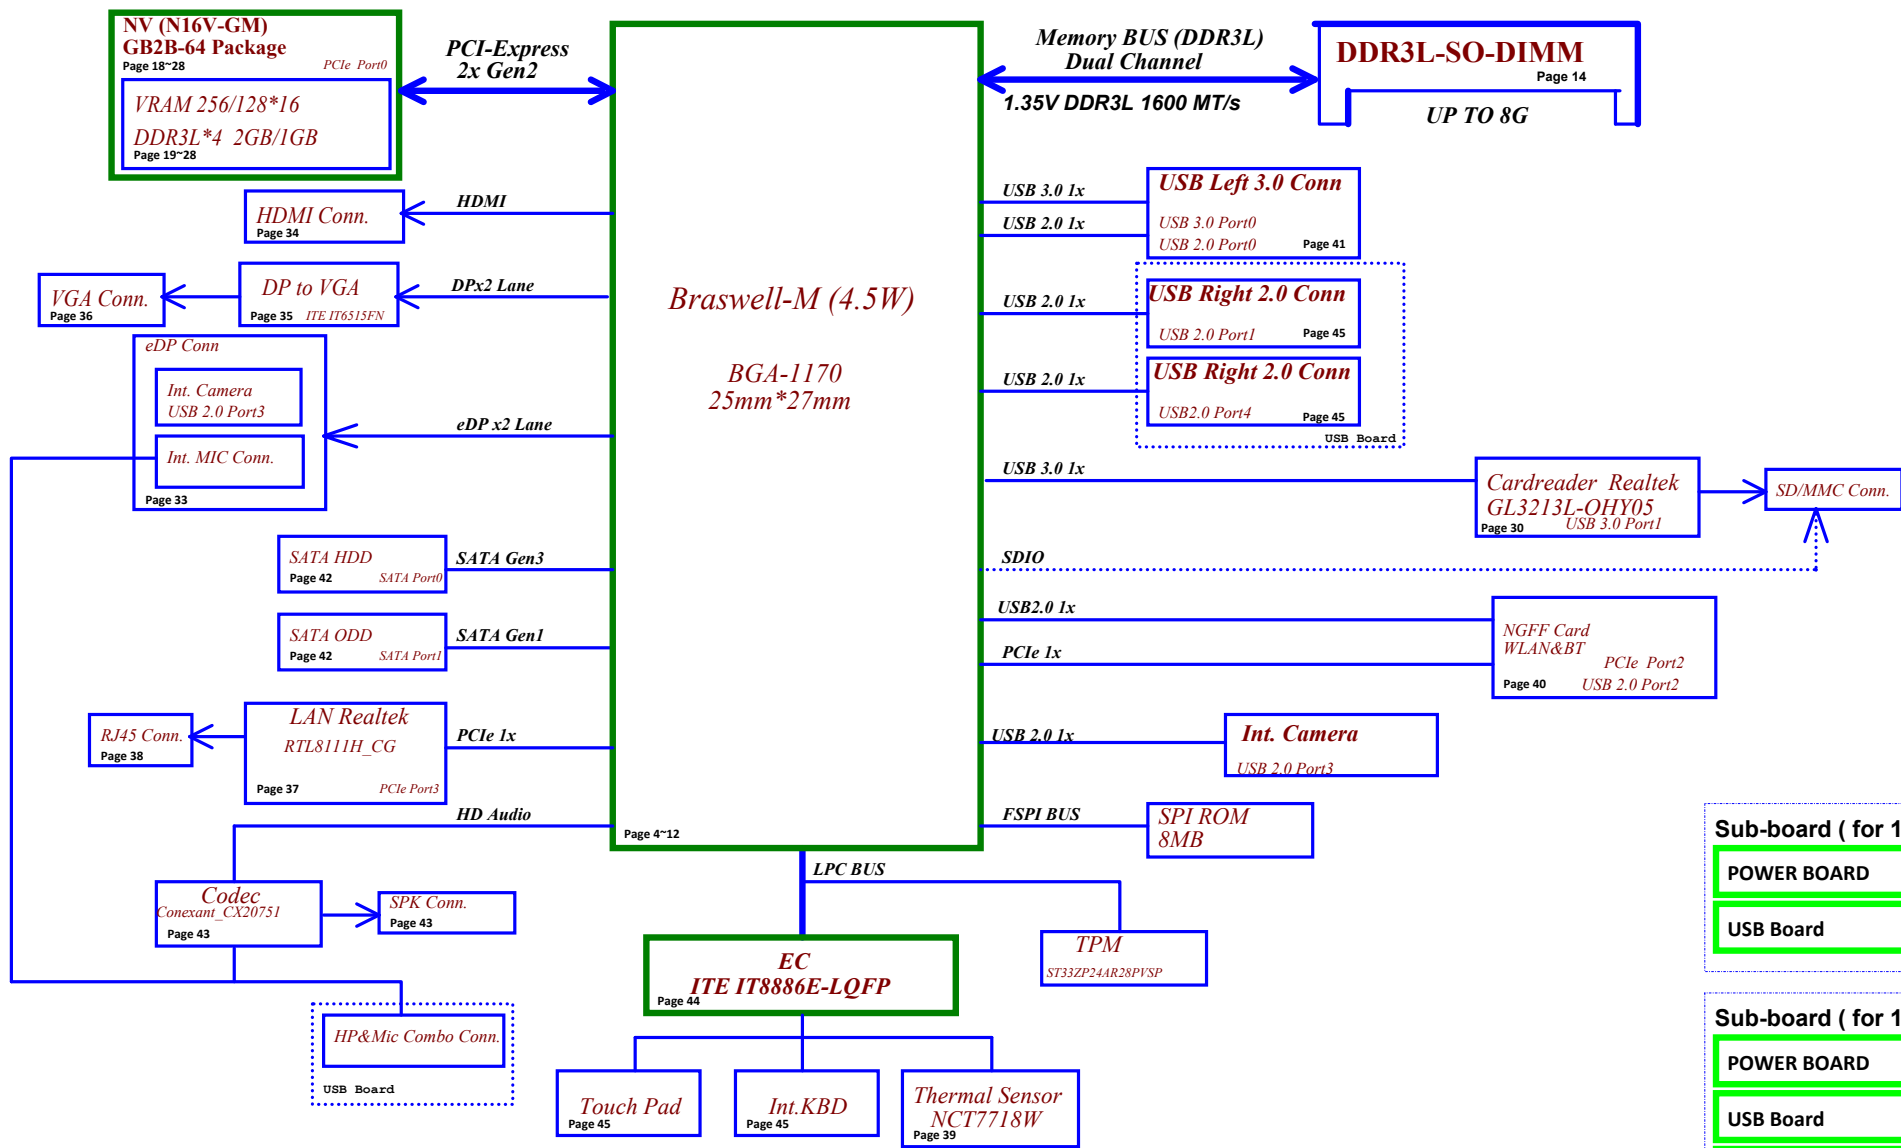 NV (N16V-GM)
GB2B-64 Package
Page 18~28
PCIe Port0
VRAM 256/128*16
DDR3L*4 2GB/1GB
Page 19~28
PCI-Express
2x Gen2
Memory BUS (DDR3L)
Dual Channel
1.35V DDR3L 1600 MT/s
DDR3L-SO-DIMM
Page 14
UP TO 8G
HDMI Conn.
Page 34
HDMI
VGA Conn.
Page 36
DP to VGA
Page 35
ITE IT6515FN
DPx2 Lane
eDP Conn
Int. Camera
USB 2.0 Port3
Int. MIC Conn.
Page 33
eDP x2 Lane
SATA HDD
Page 42
SATA Port0
SATA Gen3
SATA ODD
Page 42
SATA Port1
SATA Gen1
RJ45 Conn.
Page 38
LAN Realtek
RTL8111H_CG
Page 37
PCIe Port3
PCIe 1x
HD Audio
Codec
Conexant_CX20751
Page 43
SPK Conn.
Page 43
HP&Mic Combo Conn.
USB Board
Braswell-M (4.5W)
BGA-1170
25mm*27mm
Page 4~12
USB 3.0 1x
USB 2.0 1x
USB Left 3.0 Conn
USB 3.0 Port0
USB 2.0 Port0
Page 41
USB 2.0 1x
USB Right 2.0 Conn
USB 2.0 Port1
Page 45
USB 2.0 1x
USB Right 2.0 Conn
USB2.0 Port4
Page 45
USB Board
USB 3.0 1x
Cardreader Realtek
GL3213L-OHY05
Page 30
USB 3.0 Port1
SD/MMC Conn.
SDIO
USB2.0 1x
PCIe 1x
NGFF Card
WLAN&BT
PCIe Port2
Page 40
USB 2.0 Port2
USB 2.0 1x
Int. Camera
USB 2.0 Port3
FSPI BUS
SPI ROM
8MB
LPC BUS
TPM
ST33ZP24AR28PVSP
EC
ITE IT8886E-LQFP
Page 44
Touch Pad
Page 45
Int.KBD
Page 45
Thermal Sensor
NCT7718W
Page 39
Sub-board ( for 1
POWER BOARD
USB Board
Sub-board ( for 1
POWER BOARD
USB Board